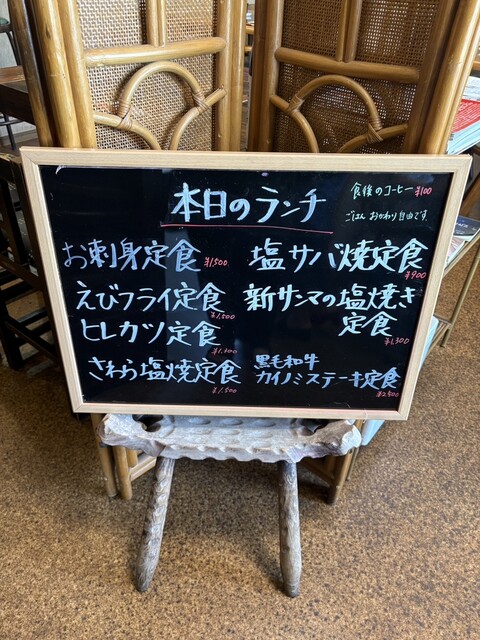 本日のランチ
食後のコーヒー ¥100
ごはん おかわり自由です
お刺身定食 ¥1,500
えびフライ定食 ¥1,500
ヒレカツ定食 ¥1,200
さわら塩焼定食 ¥1,500
塩サバ焼定食 ¥900
新サンマの塩焼き
定食 ¥1,300
黒毛和牛
カイノミステーキ定食 ¥2,500